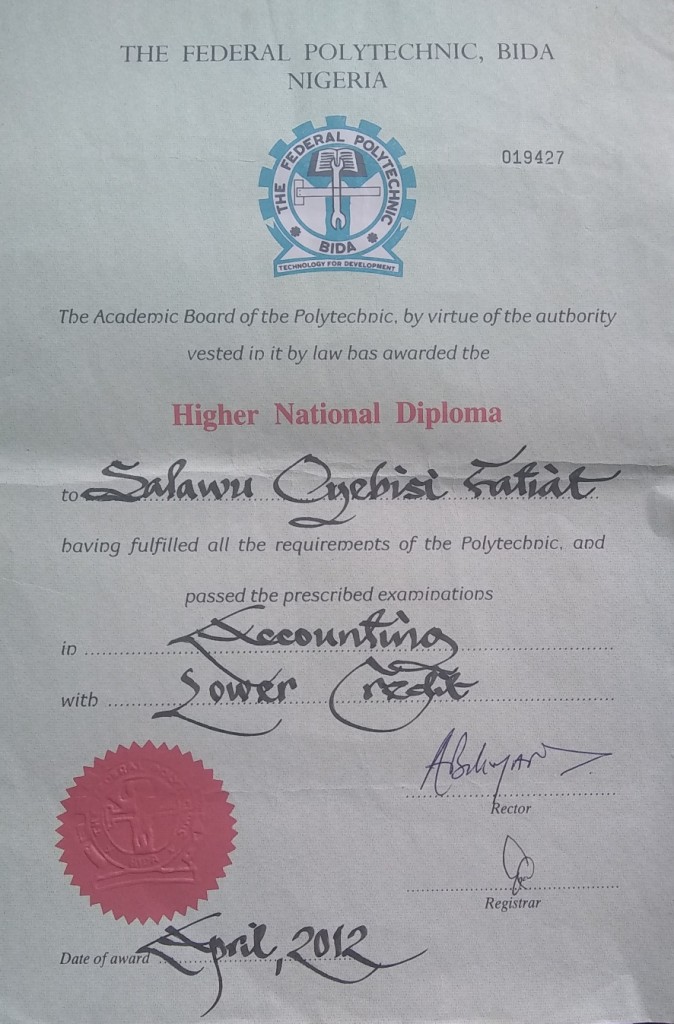 THE FEDERAL POLYTECHNIC, BIDA
NIGERIA
THE FEDERAL POLYTECHNIC
BIDA
TECHNOLOGY FOR DEVELOPMENT
019427
The Academic Board of the Polytechnic, by virtue of the authority
vested in it by law has awarded the
Higher National Diploma
to Salawu Oyebisi Fatiat
having fulfilled all the requirements of the Polytechnic, and
passed the prescribed examinations
in Accounting
with Lower Credit
Rector
Registrar
BIDA
Date of award April, 2012